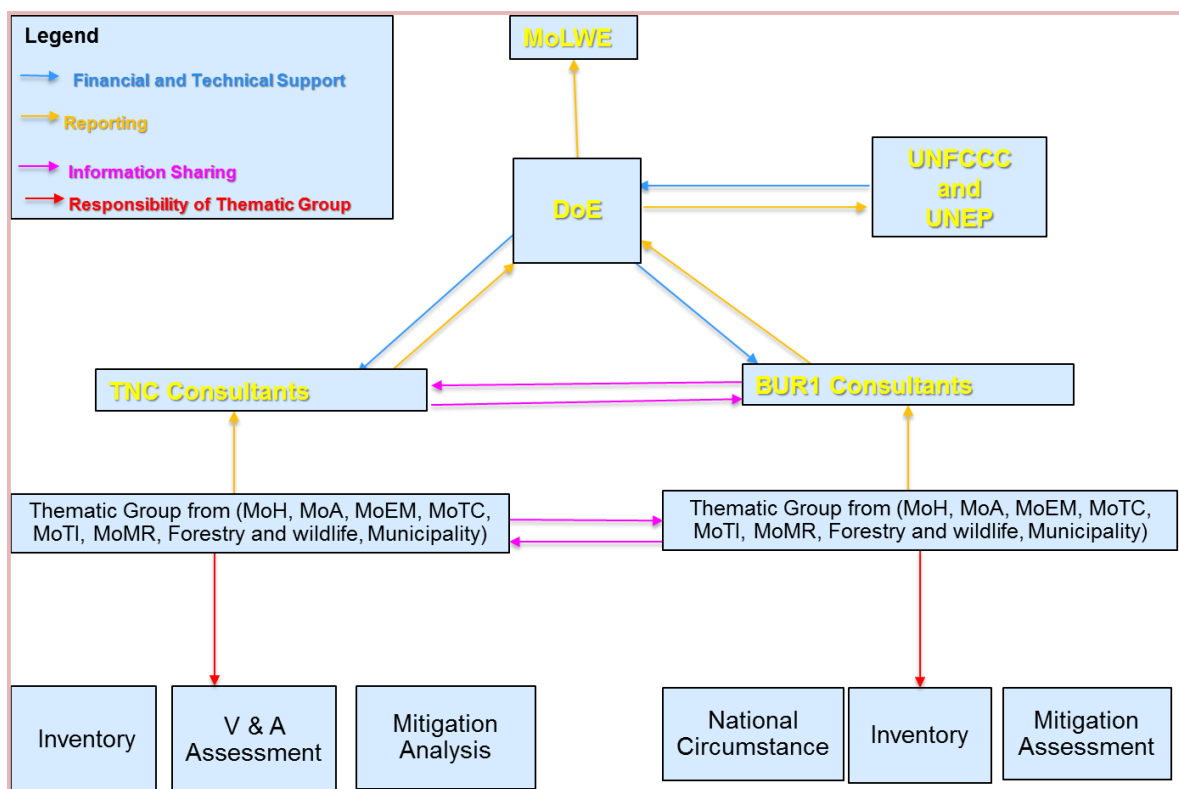 Legend
Financial and Technical Support
Reporting
Information Sharing
Responsibility of Thematic Group
MoLWE
DoE
UNFCCC
and
UNEP
TNC Consultants
BUR1 Consultants
Thematic Group from (MoH, MoA, MoEM, MoTC,
MoTI, MoMR, Forestry and wildlife, Municipality)
Thematic Group from (MoH, MoA, MoEM, MoTC,
MoTI, MoMR, Forestry and wildlife, Municipality)
Inventory
V & A
Assessment
Mitigation
Analysis
National
Circumstance
Inventory
Mitigation
Assessment